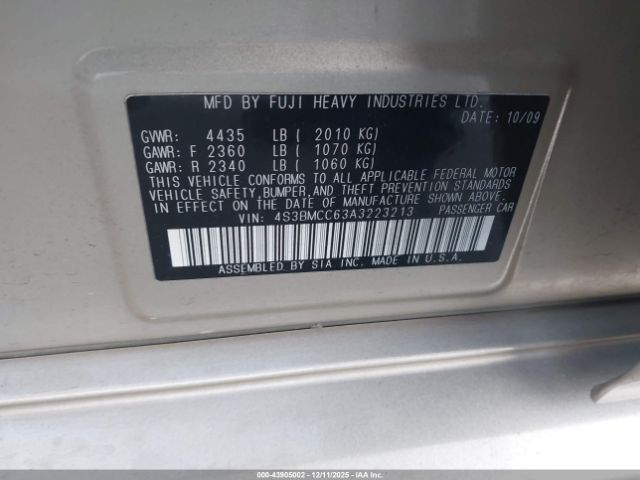 MFD BY FUJI HEAVY INDUSTRIES LTD.
DATE: 10/09
GVWR: 4435 LB ( 2010 KG)
GAWR: F 2360 LB ( 1070 KG)
GAWR: R 2340 LB ( 1060 KG)
THIS VEHICLE CONFORMS TO ALL APPLICABLE FEDERAL MOTOR
VEHICLE SAFETY, BUMPER, AND THEFT PREVENTION STANDARDS
IN EFFECT ON THE DATE OF MANUFACTURE SHOWN ABOVE.
VIN: 4S3BMCC63A3223213 PASSENGER CAR
ASSEMBLED BY SIA INC. MADE IN U.S.A.
000-43905002 - 12/11/2025 - IAAI.COM